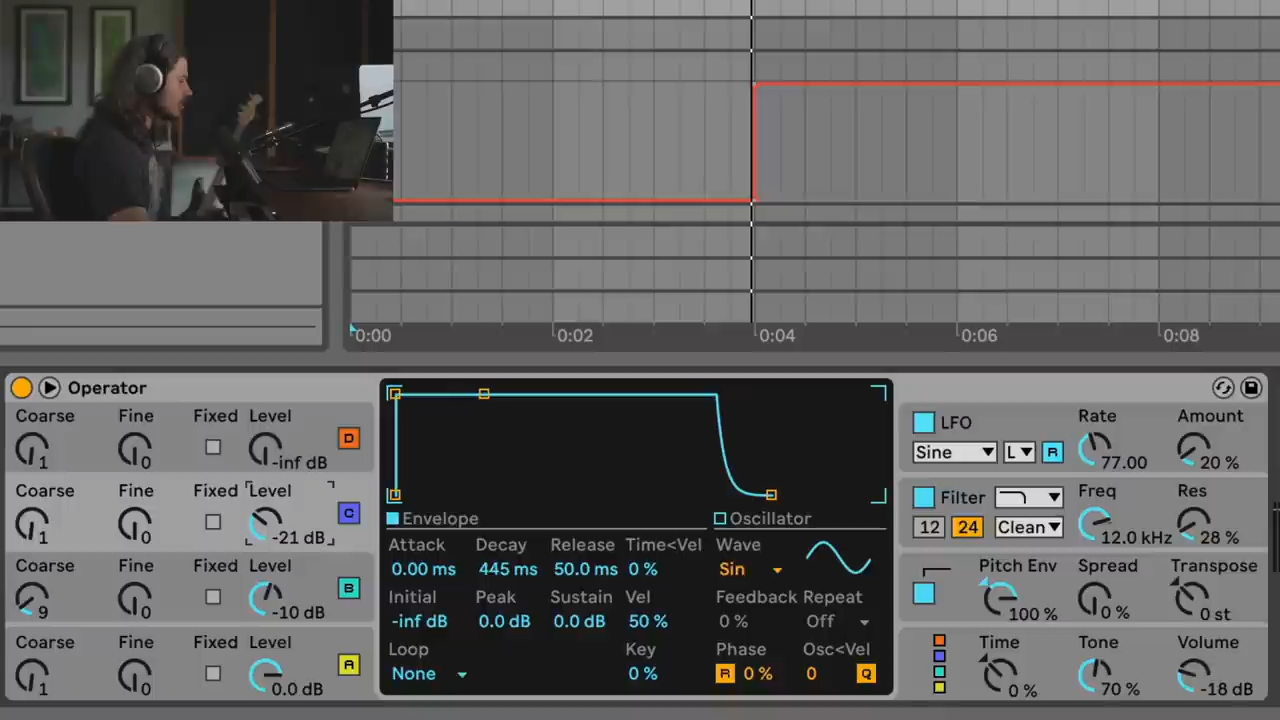 0:00 0:02 0:04 0:06 0:08
Operator
Coarse Fine Fixed Level
1 0 -inf dB D
Coarse Fine Fixed Level
1 0 -21 dB C
Coarse Fine Fixed Level
9 0 -10 dB B
Coarse Fine Fixed Level
1 0 0.0 dB A
Envelope
Attack Decay Release Time<Vel
0.00 ms 445 ms 50.0 ms 0 %
Initial Peak Sustain Vel
-inf dB 0.0 dB 0.0 dB 50 %
Loop Key
None 0 %
Oscillator
Wave
Sin
Feedback Repeat
0 % Off
Phase Osc<Vel
R 0 % 0 Q
LFO Rate Amount
Sine L R 77.00 20 %
Filter Freq Res
12 24 Clean 12.0 kHz 28 %
Pitch Env Spread Transpose
100 % 0 % 0 st
Time Tone Volume
0 % 70 % -18 dB